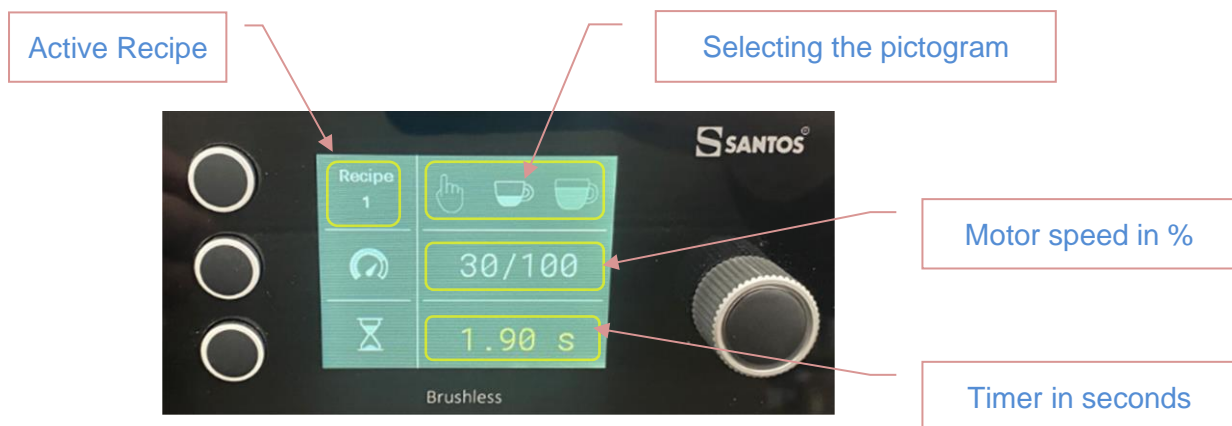 Active Recipe
Selecting the pictogram
SANTOS
Recipe
1
30/100
Motor speed in %
1.90 s
Timer in seconds
Brushless